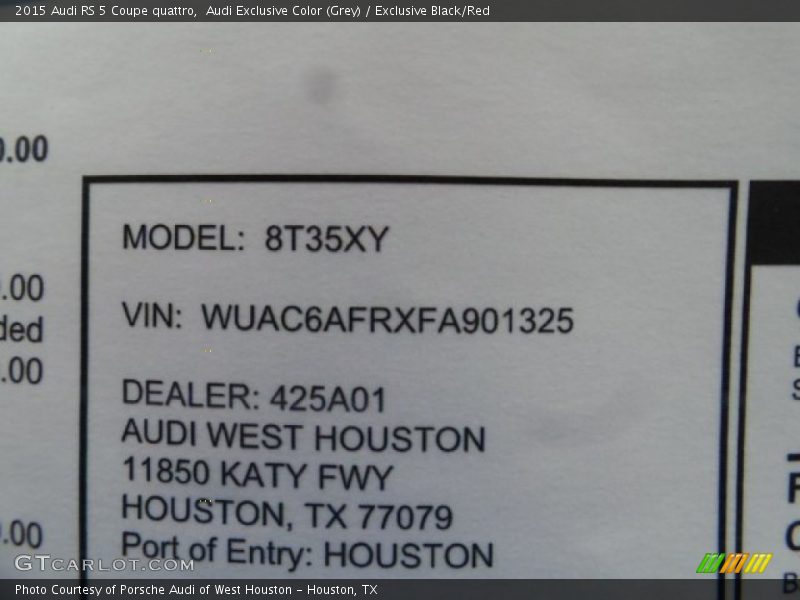 2015 Audi RS 5 Coupe quattro,  Audi Exclusive Color (Grey) / Exclusive Black/Red
0.00
.00
ded
.00
.00
MODEL:  8T35XY
VIN:  WUAC6AFRXFA901325
DEALER: 425A01
AUDI WEST HOUSTON
11850 KATY FWY
HOUSTON, TX 77079
Port of Entry: HOUSTON
GTCARLOT.COM
Photo Courtesy of Porsche Audi of West Houston - Houston, TX